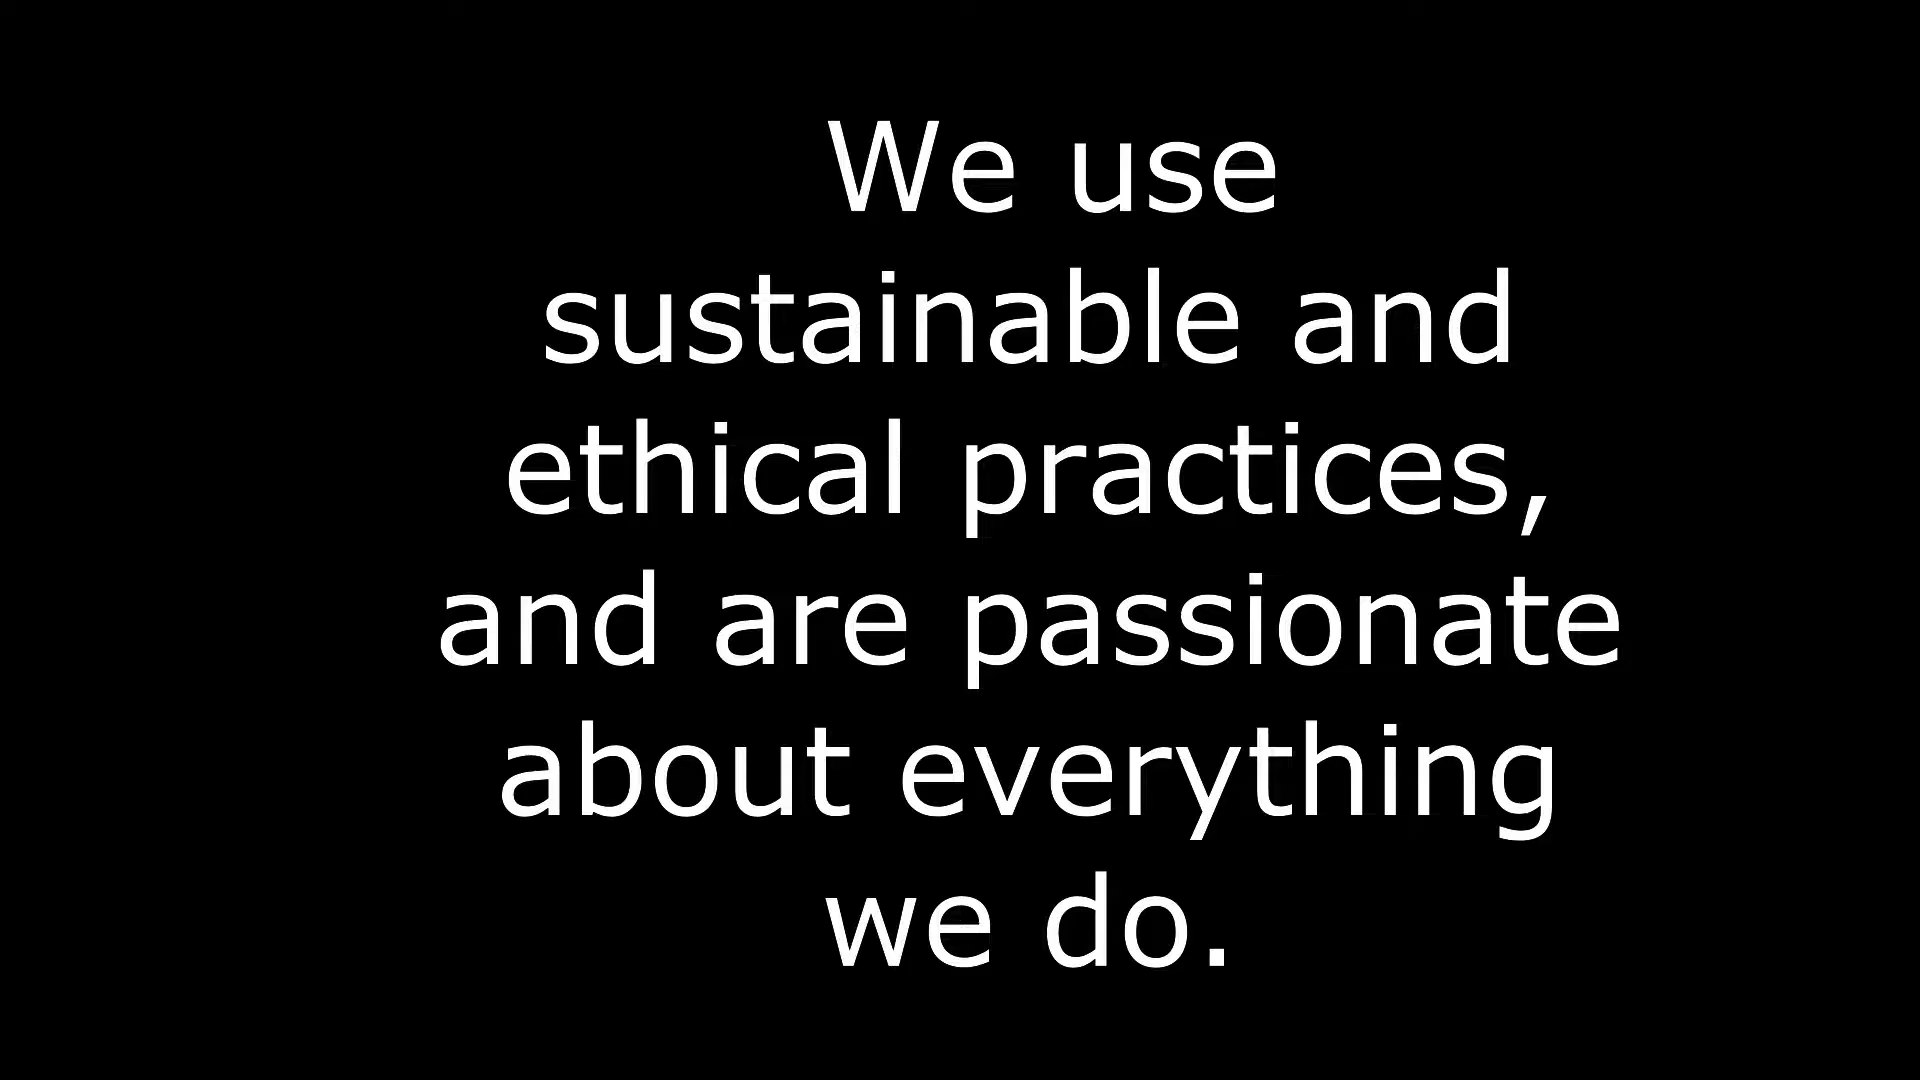 We use
sustainable and
ethical practices,
and are passionate
about everything
we do.